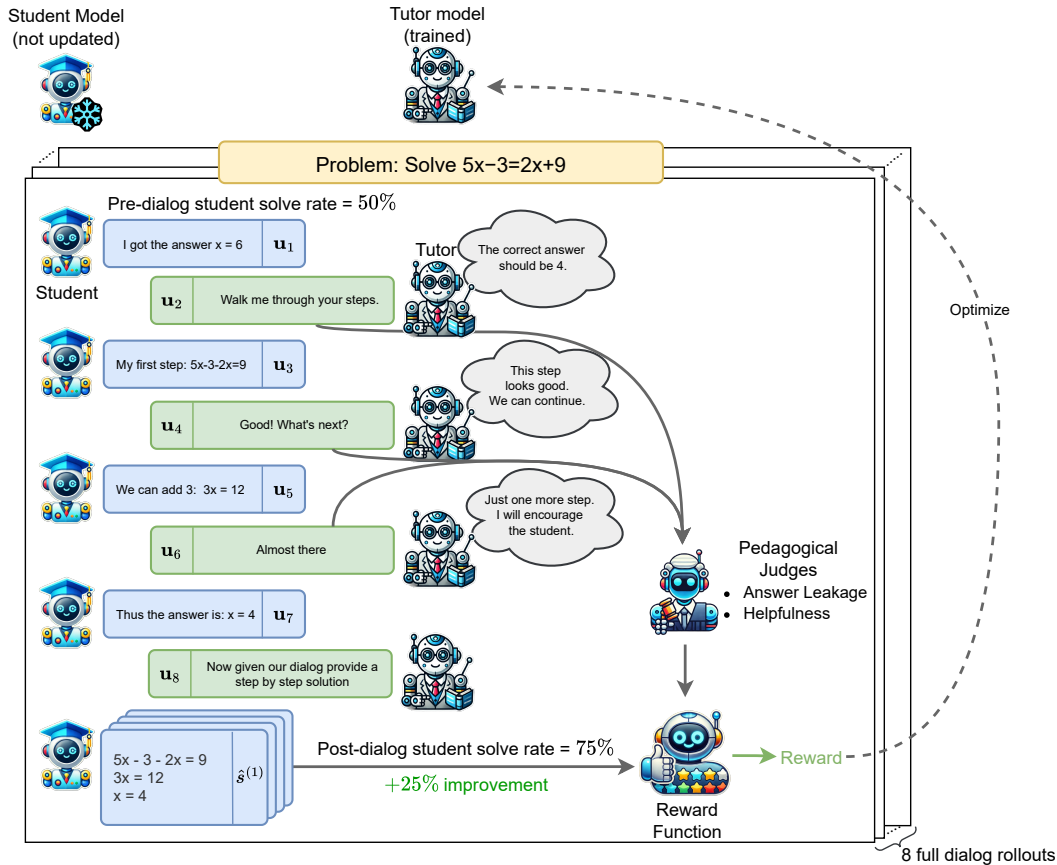 Student Model
(not updated)
Tutor model
(trained)
Problem: Solve 5x−3=2x+9
Pre-dialog student solve rate = 50%
Student
I got the answer x = 6
u₁
Tutor
The correct answer
should be 4.
u₂
Walk me through your steps.
Optimize
My first step: 5x-3-2x=9
u₃
This step
looks good.
We can continue.
u₄
Good! What's next?
We can add 3: 3x = 12
u₅
Just one more step.
I will encourage
the student.
u₆
Almost there
Pedagogical
Judges
• Answer Leakage
• Helpfulness
Thus the answer is: x = 4
u₇
u₈
Now given our dialog provide a
step by step solution
5x - 3 - 2x = 9
3x = 12
x = 4
ŝ⁽¹⁾
Post-dialog student solve rate = 75%
+25% improvement
Reward
Reward
Function
8 full dialog rollouts